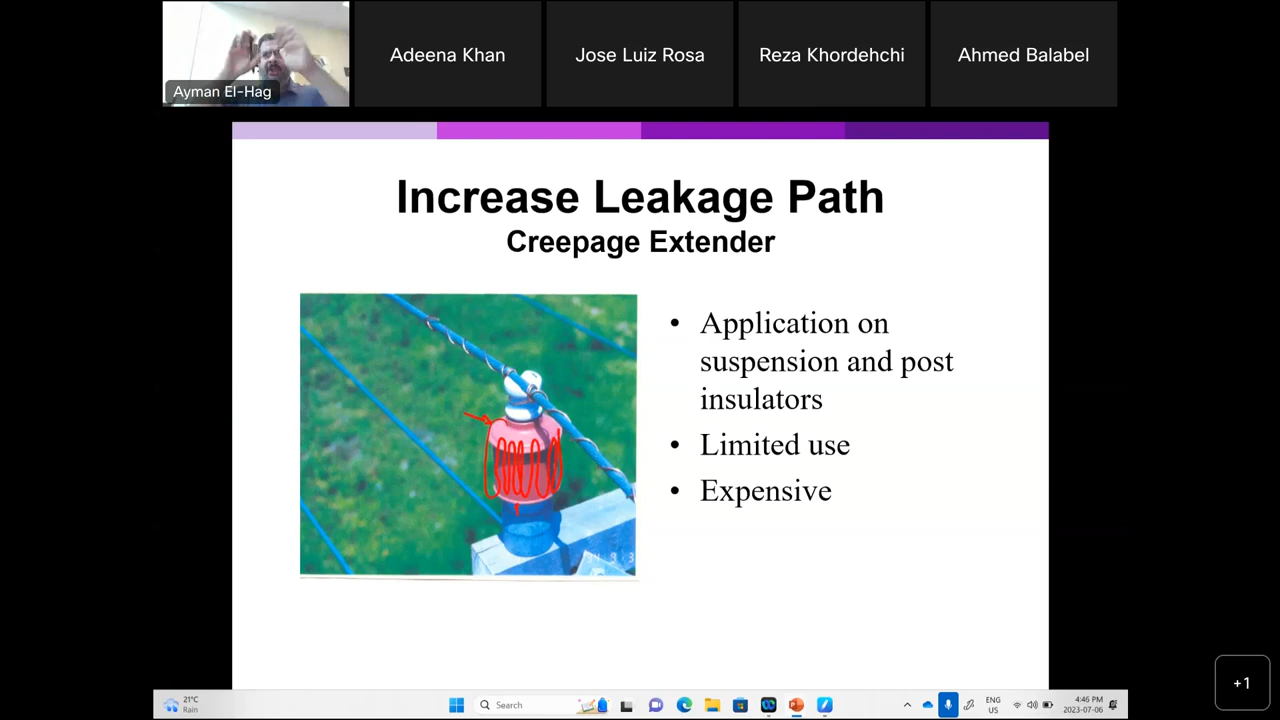 Adeena Khan
Jose Luiz Rosa
Reza Khordehchi
Ahmed Balabel
Ayman El-Hag
Increase Leakage Path
Creepage Extender
• Application on
suspension and post
insulators
• Limited use
• Expensive
+1
21°C
Rain
Search
ENG
US
4:46 PM
2023-07-06